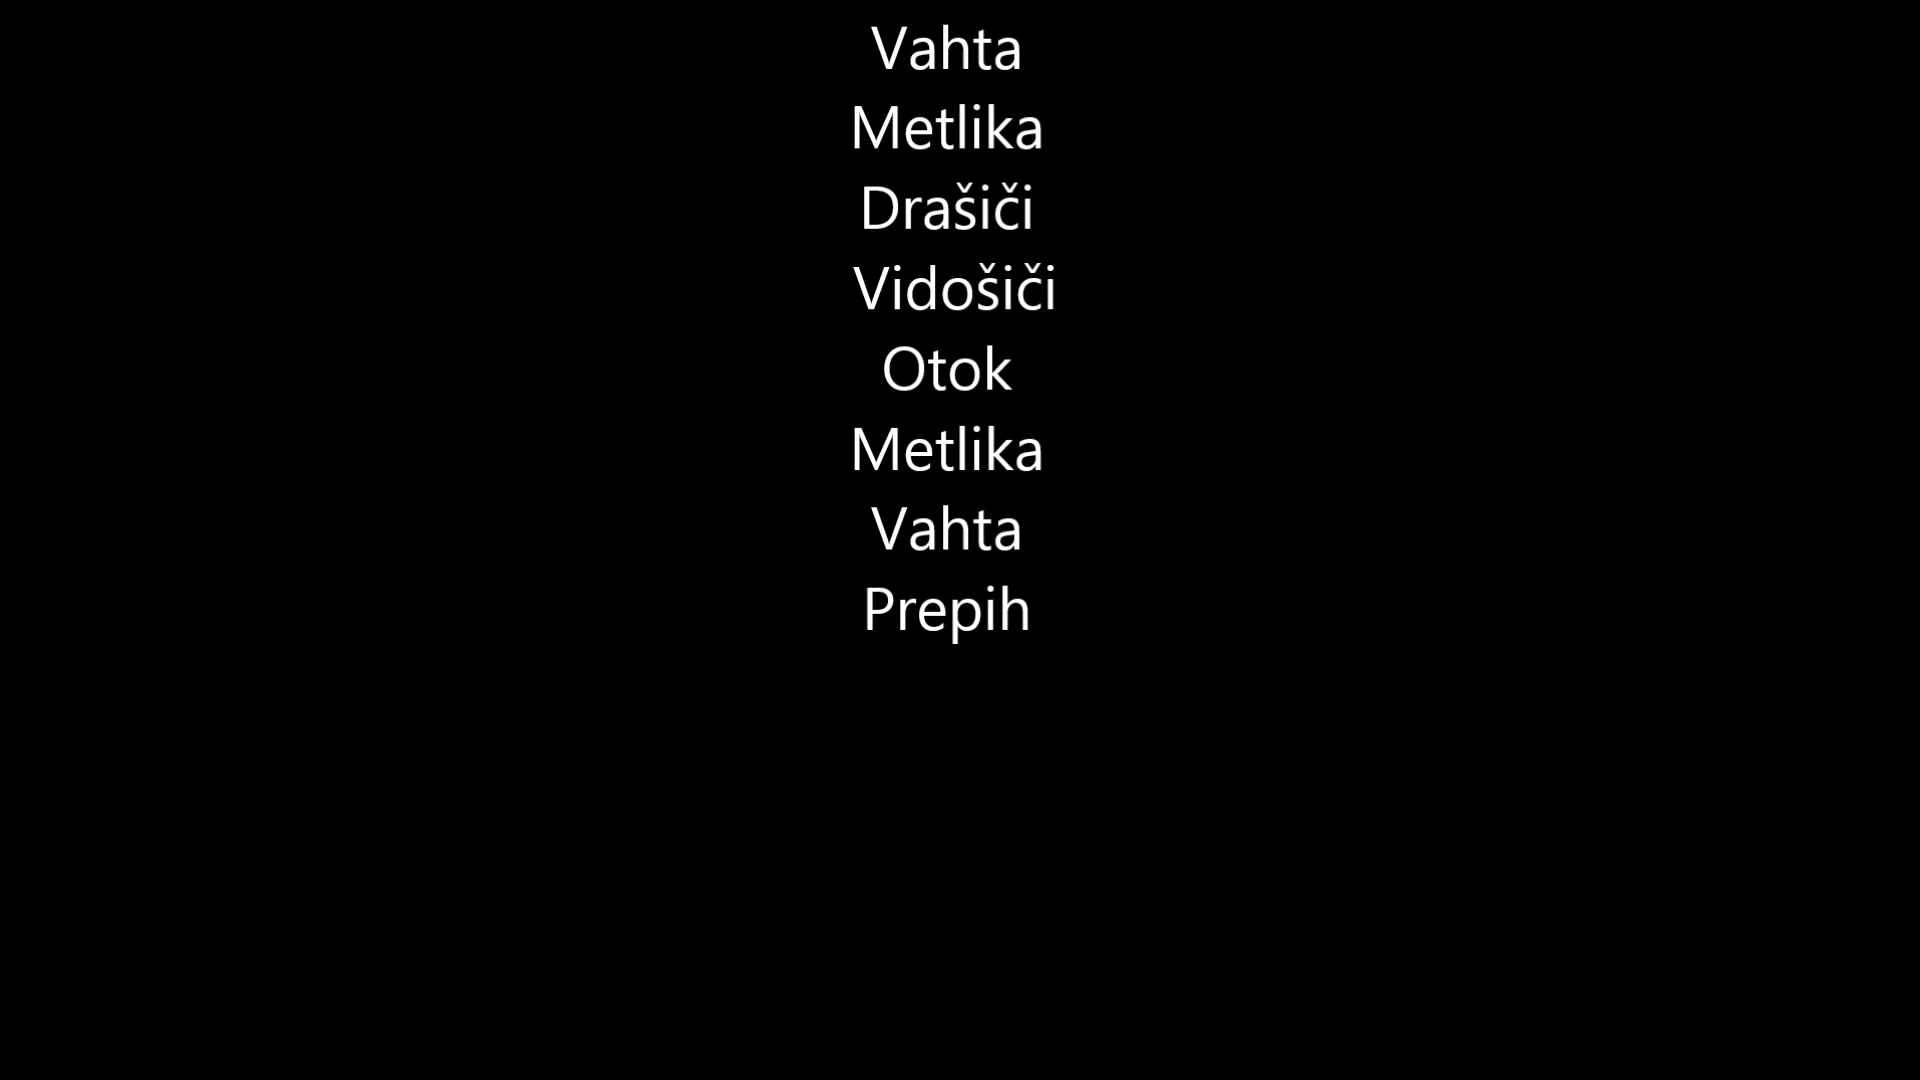 Vahta
Metlika
Drašiči
Vidošiči
Otok
Metlika
Vahta
Prepih